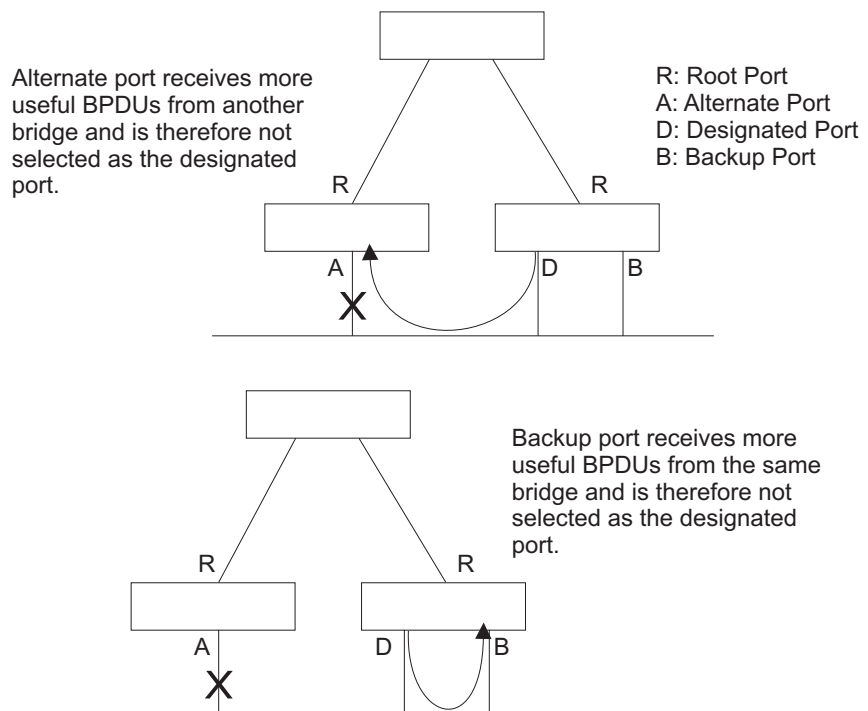 Alternate port receives more
useful BPDUs from another
bridge and is therefore not
selected as the designated
port.
R: Root Port
A: Alternate Port
D: Designated Port
B: Backup Port
R
R
A
D
B
X
Backup port receives more
useful BPDUs from the same
bridge and is therefore not
selected as the designated
port.
R
R
A
D
B
X